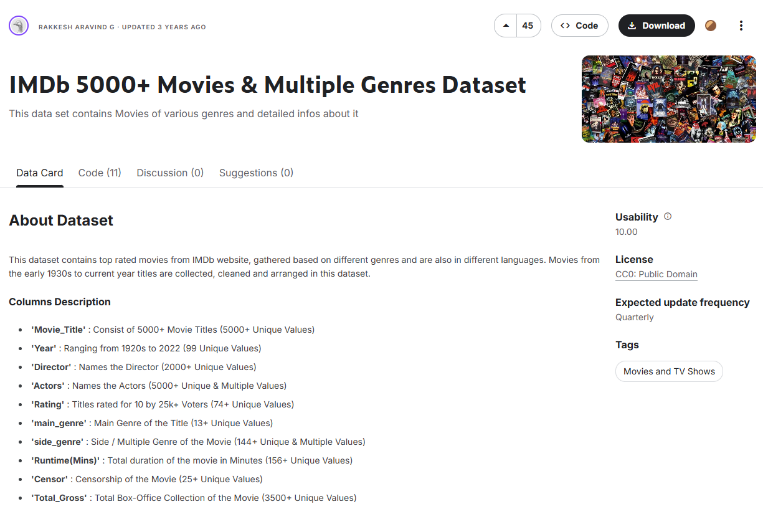 RAKKESH ARAVIND G · UPDATED 3 YEARS AGO
45
<> Code
Download
IMDb 5000+ Movies & Multiple Genres Dataset
This data set contains Movies of various genres and detailed infos about it
Data Card
Code (11)
Discussion (0)
Suggestions (0)
About Dataset
This dataset contains top rated movies from IMDb website, gathered based on different genres and are also in different languages. Movies from
the early 1930s to current year titles are collected, cleaned and arranged in this dataset.
Columns Description
• 'Movie_Title' : Consist of 5000+ Movie Titles (5000+ Unique Values)
• 'Year' : Ranging from 1920s to 2022 (99 Unique Values)
• 'Director' : Names the Director (2000+ Values)
• 'Actors' : Names the Actors (5000+ Unique & Multiple Values)
• 'Rating' : Titles rated for 10 by 25k+ Voters (74+ Unique Values)
• 'main_genre' : Main Genre of the Title (13+ Unique Values)
• 'side_genre' : Side / Multiple Genre of the Movie (144+ Unique & Multiple Values)
• 'Runtime(Mins)' : Total duration of the movie in Minutes (156+ Unique Values)
• 'Censor' : Censorship of the Movie (25+ Unique Values)
• 'Total_Gross' : Total Box-Office Collection of the Movie (3500+ Unique Values)
Usability
10.00
License
CC0: Public Domain
Expected update frequency
Quarterly
Tags
Movies and TV Shows